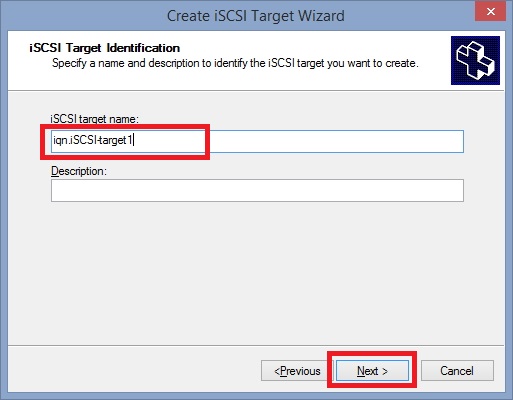 Create iSCSI Target Wizard
iSCSI Target Identification
Specify a name and description to identify the iSCSI target you want to create.
iSCSI target name:
iqn.iSCSI-target1
Description:
<Previous Next > Cancel